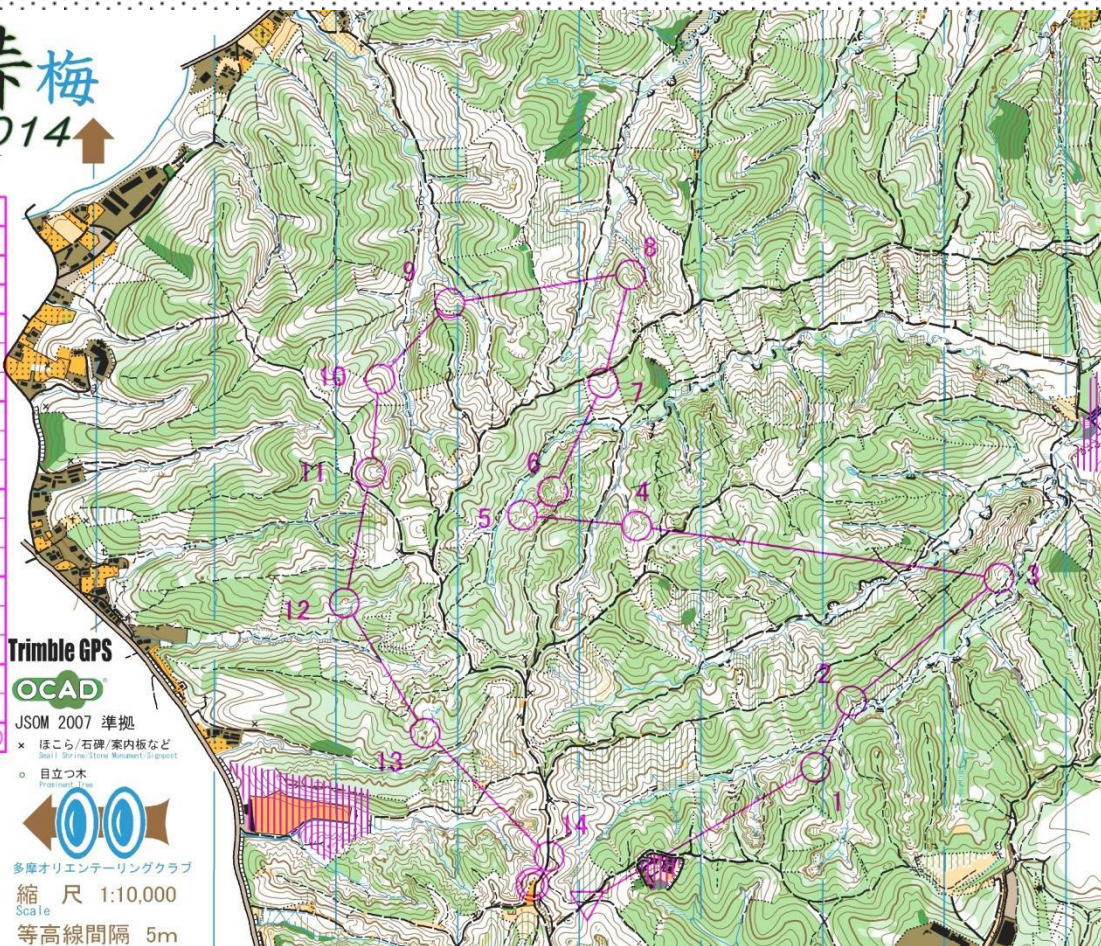 梅
014
8
9
10
7
11
6
4
5
3
12
2
13
1
14
Trimble GPS
OCAD
JSOM 2007 準拠
× ほこら/石碑/案内板など
Small Shrine/Stone Monument/Signpost
○ 目立つ木
Prominent Tree
多摩オリエンテーリングクラブ
縮 尺 1:10,000
Scale
等高線間隔 5m